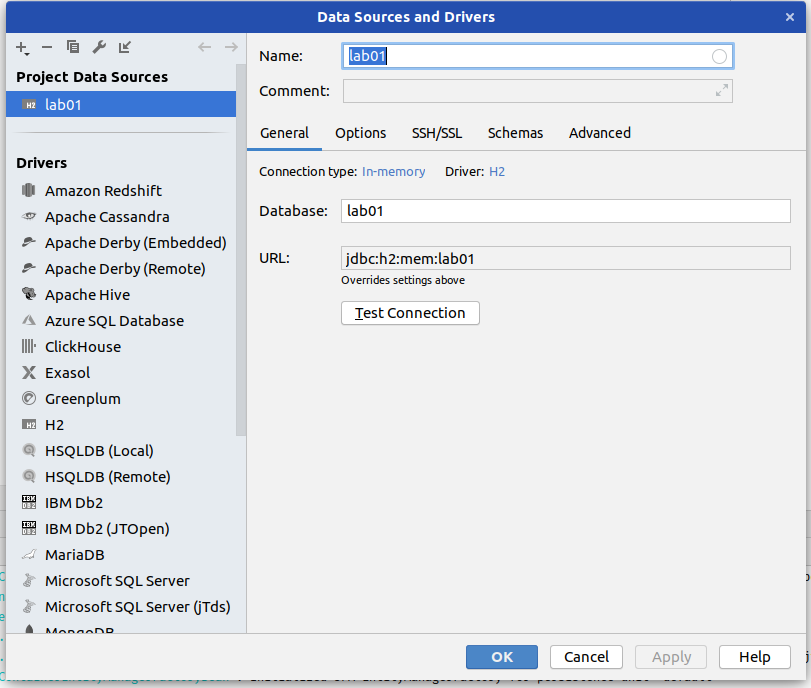 Data Sources and Drivers
Project Data Sources
lab01
Drivers
Amazon Redshift
Apache Cassandra
Apache Derby (Embedded)
Apache Derby (Remote)
Apache Hive
Azure SQL Database
ClickHouse
Exasol
Greenplum
H2
HSQLDB (Local)
HSQLDB (Remote)
IBM Db2
IBM Db2 (JTOpen)
MariaDB
Microsoft SQL Server
Microsoft SQL Server (jTds)
MongoDB
Name: lab01
Comment:
General Options SSH/SSL Schemas Advanced
Connection type: In-memory Driver: H2
Database: lab01
URL: jdbc:h2:mem:lab01
Overrides settings above
Test Connection
OK Cancel Apply Help